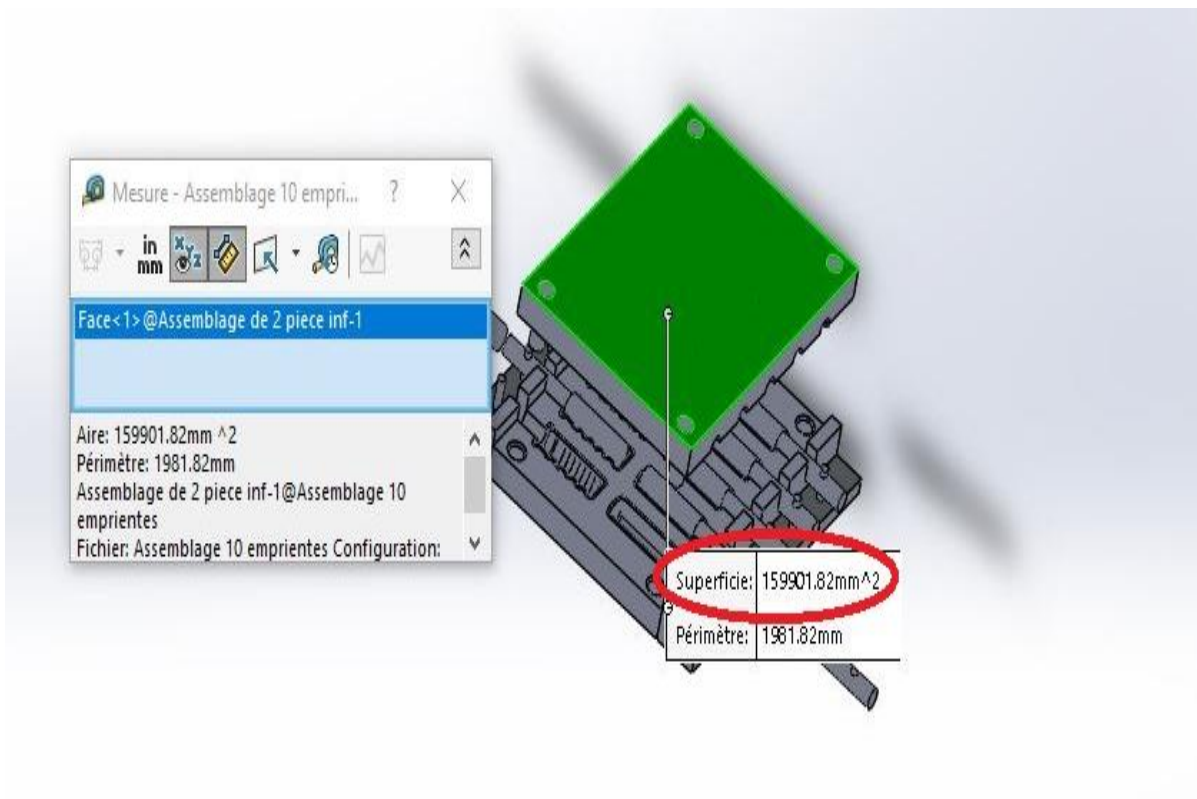 Mesure - Assemblage 10 empri... ?
in
mm
XYZ
Face<1>@Assemblage de 2 piece inf-1
Aire: 159901.82mm ^2
Périmètre: 1981.82mm
Assemblage de 2 piece inf-1@Assemblage 10
emprientes
Fichier: Assemblage 10 emprientes Configuration:
Superficie: 159901.82mm^2
Périmètre: 1981.82mm